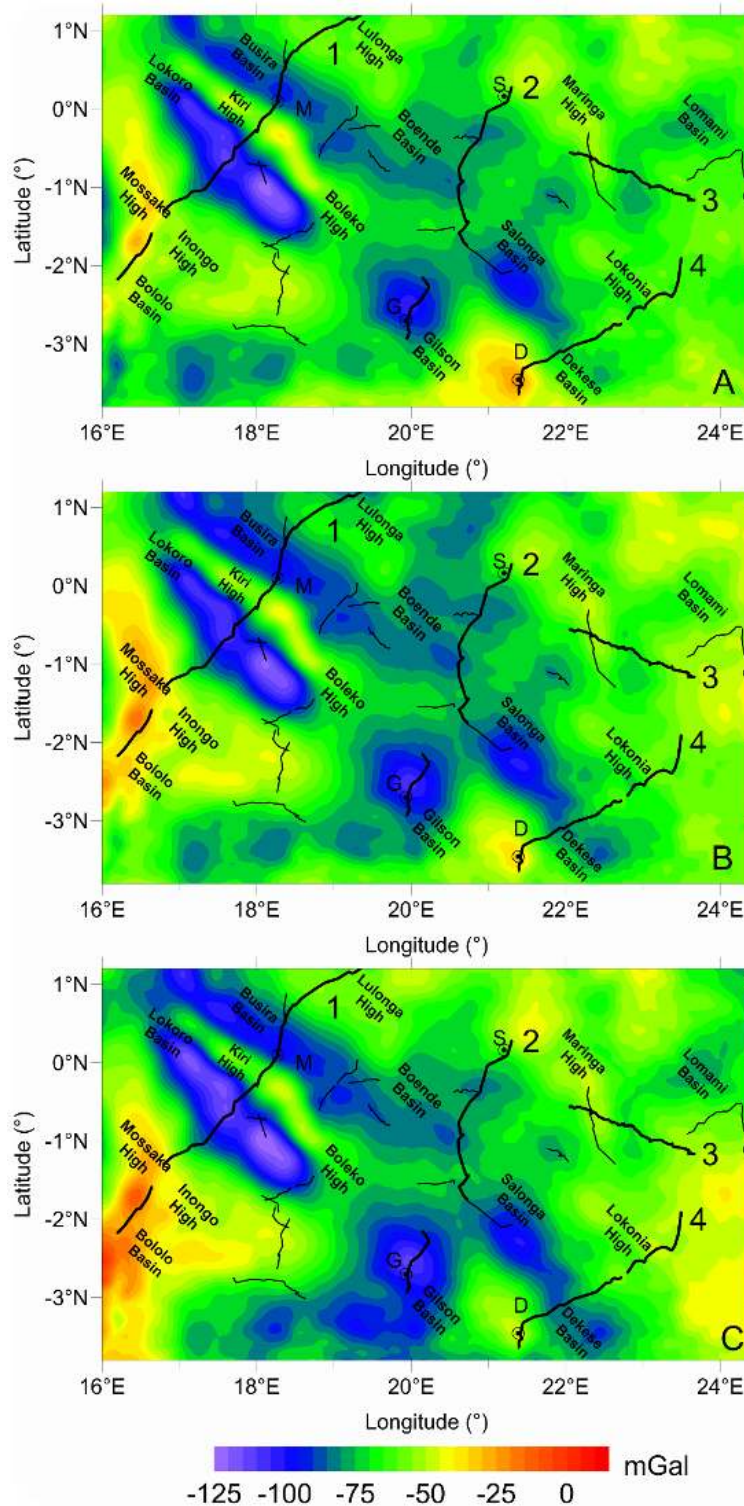 1°N
0°N
-1°
-2°
-3°
Latitude (°)
Busira
Basin
1
Lulonga
High
Lokoro
Basin
Kiri
High
M
Boende
Basin
S
2
Maringa
High
Lomami
Basin
Mossaka
High
Inongo
High
Boleko
High
3
Salonga
Basin
Lokonia
High
4
Bololo
Basin
G
Gilson
Basin
D
Dekese
Basin
A
16°E
18°E
20°E
22°E
24°E
Longitude (°)
1°N
0°N
-1°
-2°
-3°
Latitude (°)
Busira
Basin
1
Lulonga
High
Lokoro
Basin
Kiri
High
M
Boende
Basin
S
2
Maringa
High
Lomami
Basin
Mossaka
High
Inongo
High
Boleko
High
3
Salonga
Basin
Lokonia
High
4
Bololo
Basin
G
Gilson
Basin
D
Dekese
Basin
B
16°E
18°E
20°E
22°E
24°E
Longitude (°)
1°N
0°N
-1°
-2°
-3°
Latitude (°)
Busira
Basin
1
Lulonga
High
Lokoro
Basin
Kiri
High
M
Boende
Basin
S
2
Maringa
High
Lomami
Basin
Mossaka
High
Inongo
High
Boleko
High
3
Salonga
Basin
Lokonia
High
4
Bololo
Basin
G
Gilson
Basin
D
Dekese
Basin
C
16°E
18°E
20°E
22°E
24°E
Longitude (°)
-125 -100 -75 -50 -25 0 mGal